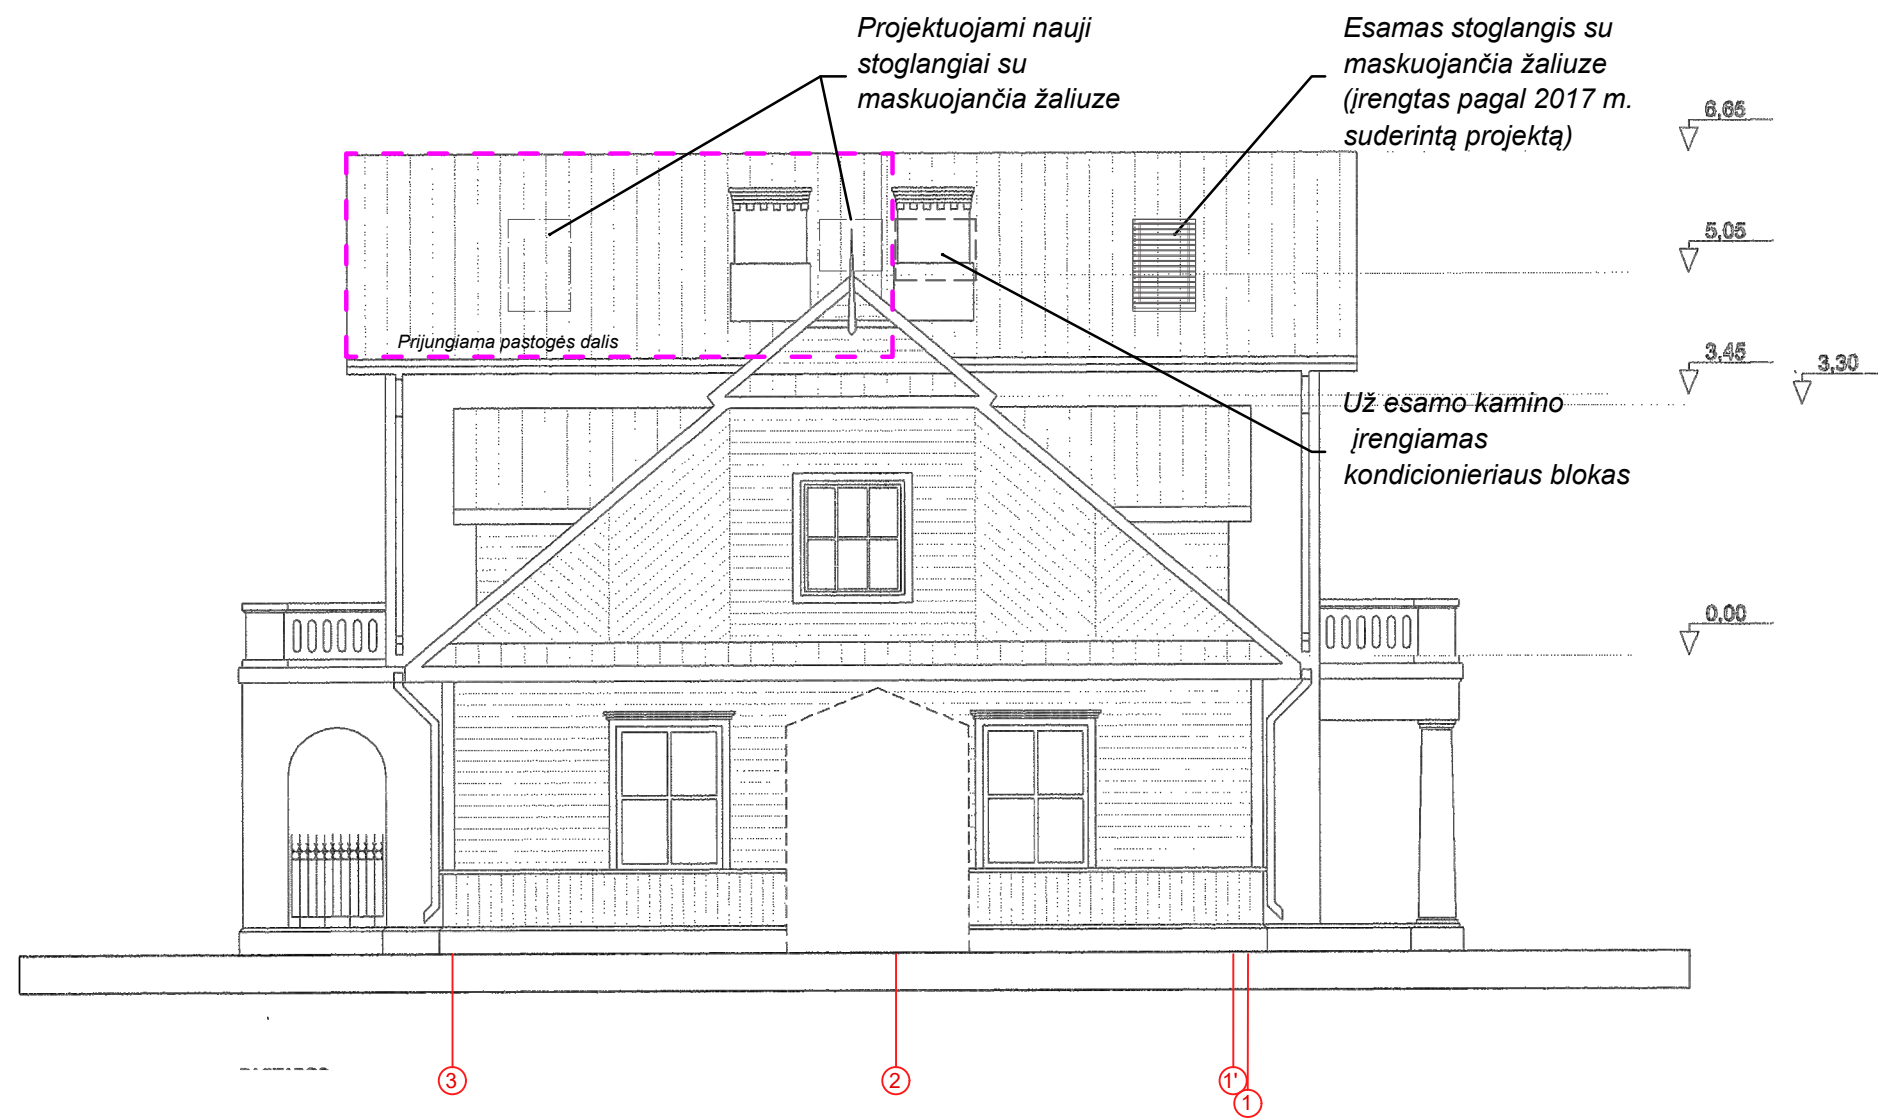 Projektuojami nauji
stoglangiai su
maskuojančia žaliuze
Esamas stoglangis su
maskuojančia žaliuze
(įrengtas pagal 2017 m.
suderintą projektą)
6,65
5,05
Prijungiama pastogės dalis
3,45
3,30
Už esamo kamino
įrengiamas
kondicionieriaus blokas
0,00
3
2
1'
1